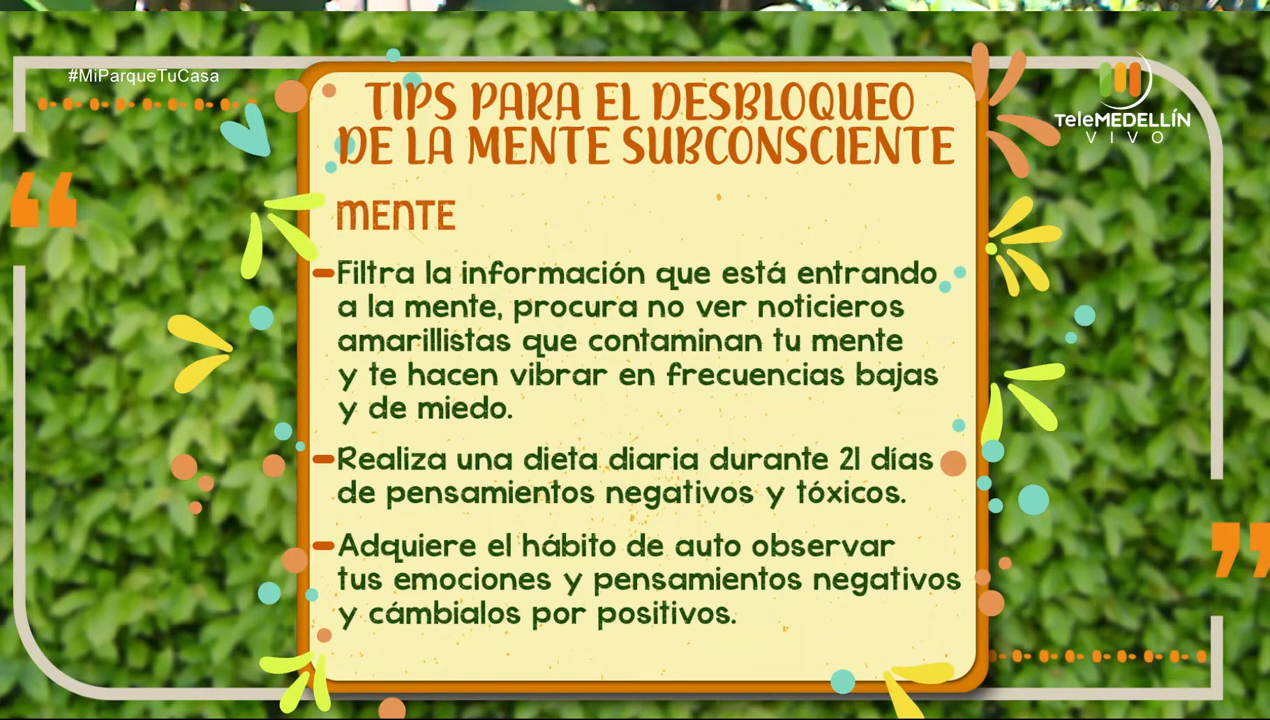 #MiParqueTuCasa
TeleMEDELLÍN
VIVO
TIPS PARA EL DESBLOQUEO
DE LA MENTE SUBCONSCIENTE
MENTE
-Filtra la información que está entrando
a la mente, procura no ver noticieros
amarillistas que contaminan tu mente
y te hacen vibrar en frecuencias bajas
y de miedo.
-Realiza una dieta diaria durante 21 días
de pensamientos negativos y tóxicos.
-Adquiere el hábito de auto observar
tus emociones y pensamientos negativos
y cámbialos por positivos.